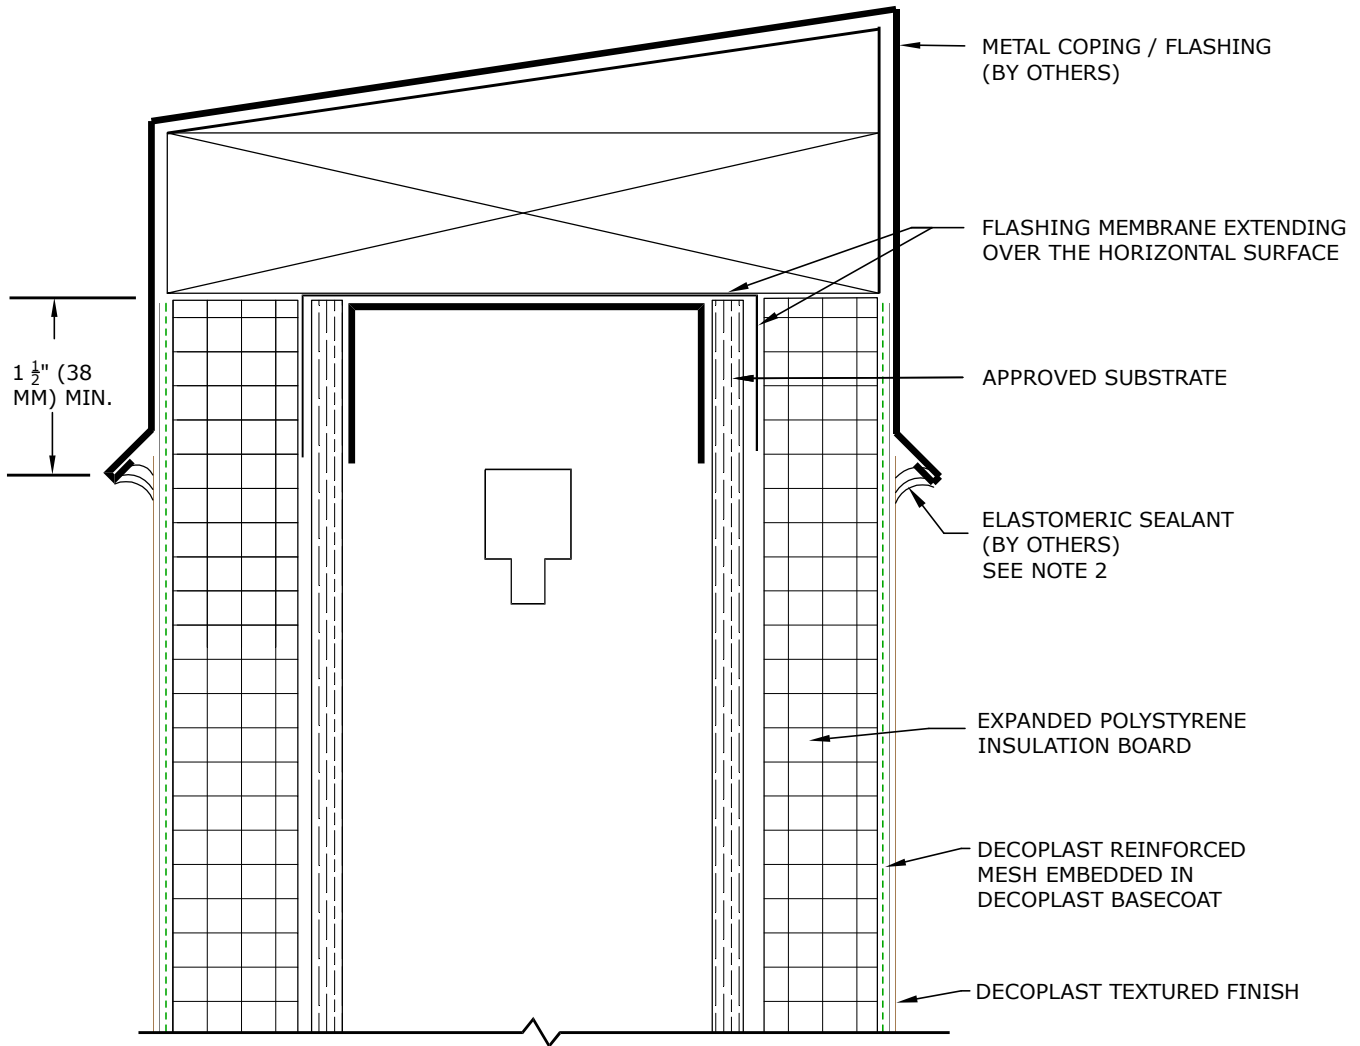 METAL COPING / FLASHING
(BY OTHERS)
FLASHING MEMBRANE EXTENDING
OVER THE HORIZONTAL SURFACE
1 1/2" (38
MM) MIN.
APPROVED SUBSTRATE
ELASTOMERIC SEALANT
(BY OTHERS)
SEE NOTE 2
EXPANDED POLYSTYRENE
INSULATION BOARD
DECOPLAST REINFORCED
MESH EMBEDDED IN
DECOPLAST BASECOAT
DECOPLAST TEXTURED FINISH